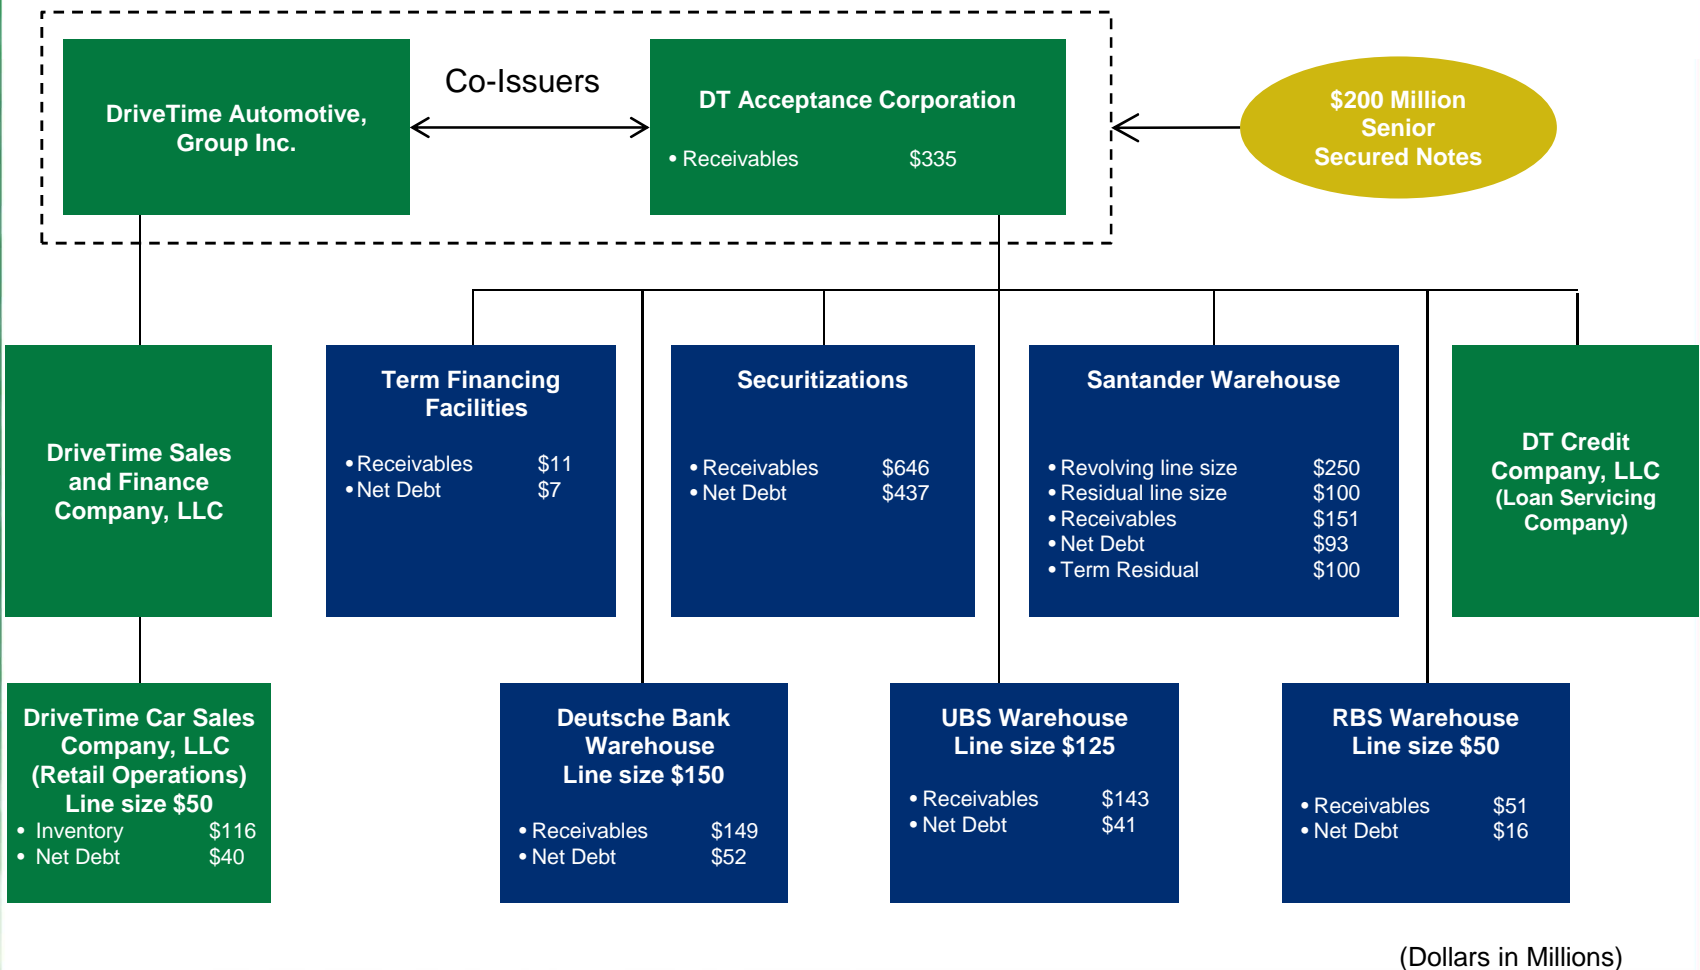 Co-Issuers
DriveTime Automotive,
Group Inc.
DT Acceptance Corporation
• Receivables $335
$200 Million
Senior
Secured Notes
DriveTime Sales
and Finance
Company, LLC
Term Financing
Facilities
• Receivables $11
• Net Debt $7
Securitizations
• Receivables $646
• Net Debt $437
Santander Warehouse
• Revolving line size $250
• Residual line size $100
• Receivables $151
• Net Debt $93
• Term Residual $100
DT Credit
Company, LLC
(Loan Servicing
Company)
DriveTime Car Sales
Company, LLC
(Retail Operations)
Line size $50
• Inventory $116
• Net Debt $40
Deutsche Bank
Warehouse
Line size $150
• Receivables $149
• Net Debt $52
UBS Warehouse
Line size $125
• Receivables $143
• Net Debt $41
RBS Warehouse
Line size $50
• Receivables $51
• Net Debt $16
(Dollars in Millions)